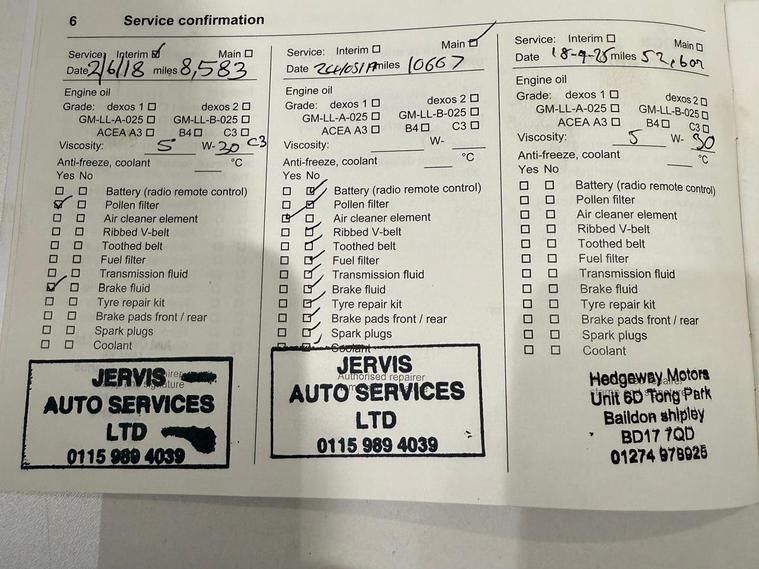 6 Service confirmation
Service: Interim Main
Date 2/6/18 miles 8,583
Engine oil
Grade: dexos 1 dexos 2
GM-LL-A-025 GM-LL-B-025
ACEA A3 B4 C3
Viscosity: 5 W- 30 C3
Anti-freeze, coolant °C
Yes No
Battery (radio remote control)
Pollen filter
Air cleaner element
Ribbed V-belt
Toothed belt
Fuel filter
Transmission fluid
Brake fluid
Tyre repair kit
Brake pads front / rear
Spark plugs
Coolant
JERVIS
AUTO SERVICES
LTD
0115 989 4039
Service: Interim Main
Date miles 10667
Engine oil
Grade: dexos 1 dexos 2
GM-LL-A-025 GM-LL-B-025
ACEA A3 B4 C3
Viscosity: W-
Anti-freeze, coolant °C
Yes No
Battery (radio remote control)
Pollen filter
Air cleaner element
Ribbed V-belt
Toothed belt
Fuel filter
Transmission fluid
Brake fluid
Tyre repair kit
Brake pads front / rear
Spark plugs
Coolant
JERVIS
Authorised repairer
AUTO SERVICES
LTD
0115 989 4039
Service: Interim Main
Date 18-9-25 miles
Engine oil
Grade: dexos 1 dexos 2
GM-LL-A-025 GM-LL-B-025
ACEA A3 B4 C3
Viscosity: 5 W- 30
Anti-freeze, coolant °C
Yes No
Battery (radio remote control)
Pollen filter
Air cleaner element
Ribbed V-belt
Toothed belt
Fuel filter
Transmission fluid
Brake fluid
Tyre repair kit
Brake pads front / rear
Spark plugs
Coolant
Hedgeway Motors
Unit 6D Tong Park
Baildon shipley
BD17 7QD
01274 978925